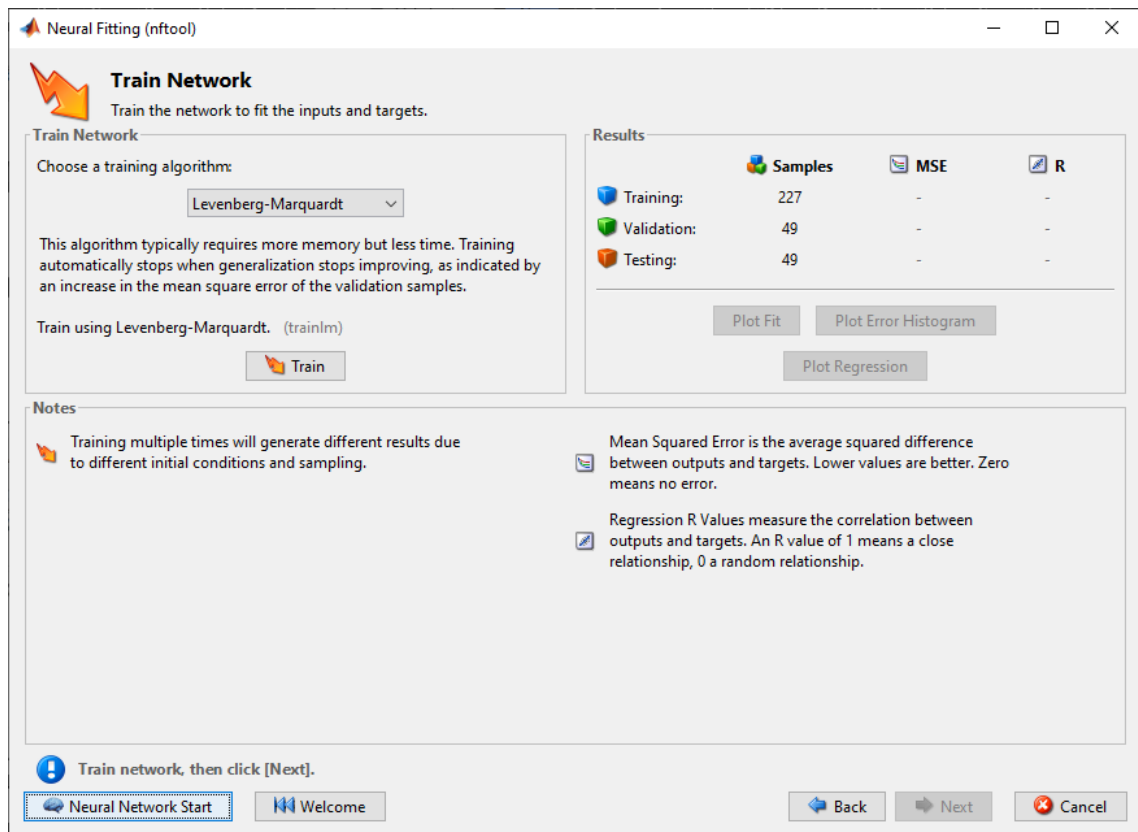 Neural Fitting (nftool)
Train Network
Train the network to fit the inputs and targets.
Train Network
Choose a training algorithm:
Levenberg-Marquardt
This algorithm typically requires more memory but less time. Training
automatically stops when generalization stops improving, as indicated by
an increase in the mean square error of the validation samples.
Train using Levenberg-Marquardt. (trainlm)
Train
Results
Samples MSE R
Training: 227 - -
Validation: 49 - -
Testing: 49 - -
Plot Fit Plot Error Histogram
Plot Regression
Notes
Training multiple times will generate different results due
to different initial conditions and sampling.
Mean Squared Error is the average squared difference
between outputs and targets. Lower values are better. Zero
means no error.
Regression R Values measure the correlation between
outputs and targets. An R value of 1 means a close
relationship, 0 a random relationship.
Train network, then click [Next].
Neural Network Start Welcome Back Next Cancel